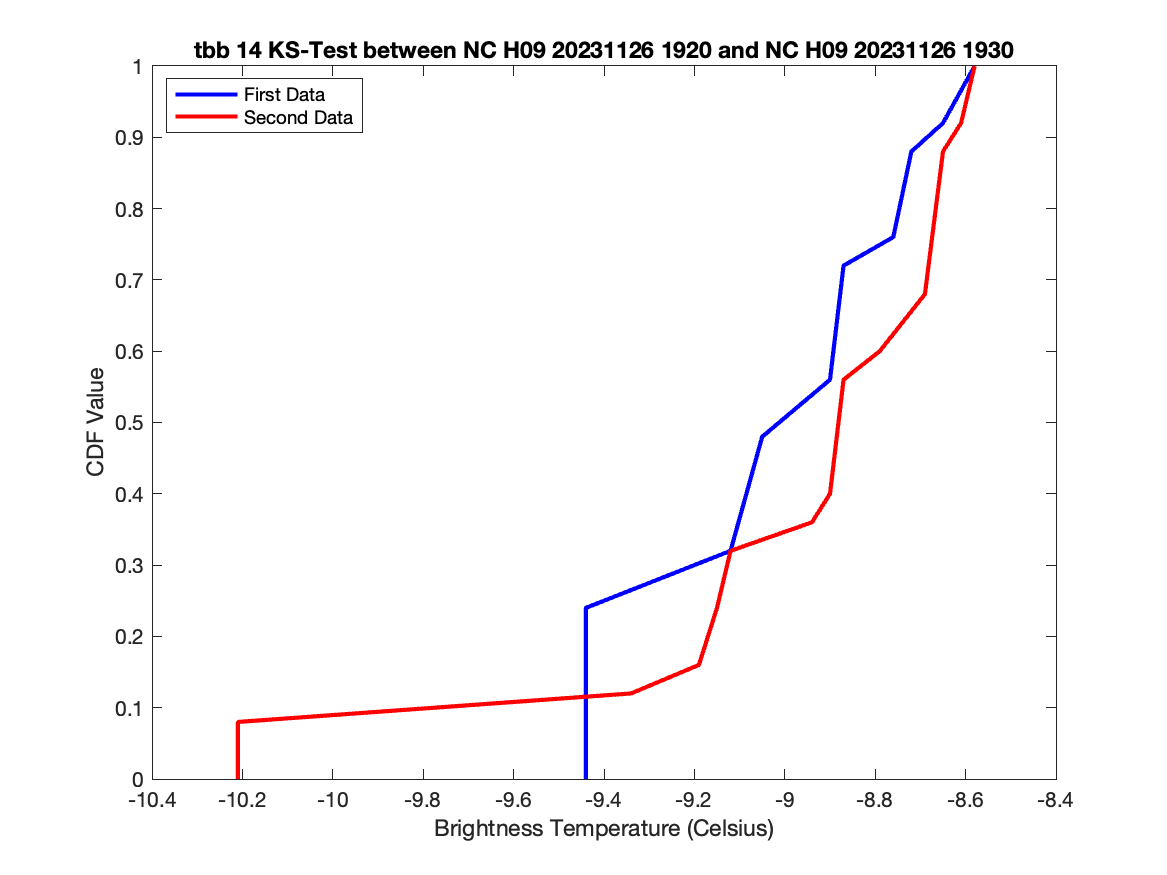 tbb 14 KS-Test between NC H09 20231126 1920 and NC H09 20231126 1930
First Data
Second Data
1
0.9
0.8
0.7
0.6
0.5
0.4
0.3
0.2
0.1
0
CDF Value
-10.4 -10.2 -10 -9.8 -9.6 -9.4 -9.2 -9 -8.8 -8.6 -8.4
Brightness Temperature (Celsius)